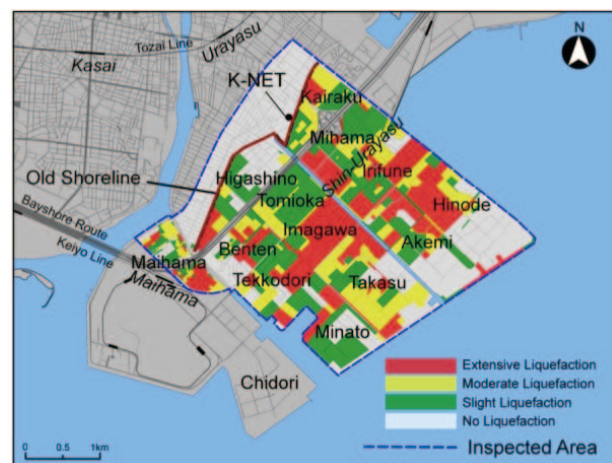 N
Tozai Line
Urayasu
Kasai
K-NET
Kairaku
Mihama
Shin-Urayasu
Irifune
Old Shoreline
Higashino
Tomioka
Hinode
Bayshore Route
Imagawa
Akemi
Keiyo Line
Benten
Maihama
Maihama
Tekkodori
Takasu
Minato
Chidori
Extensive Liquefaction
Moderate Liquefaction
Slight Liquefaction
No Liquefaction
Inspected Area
0 0.5 1km